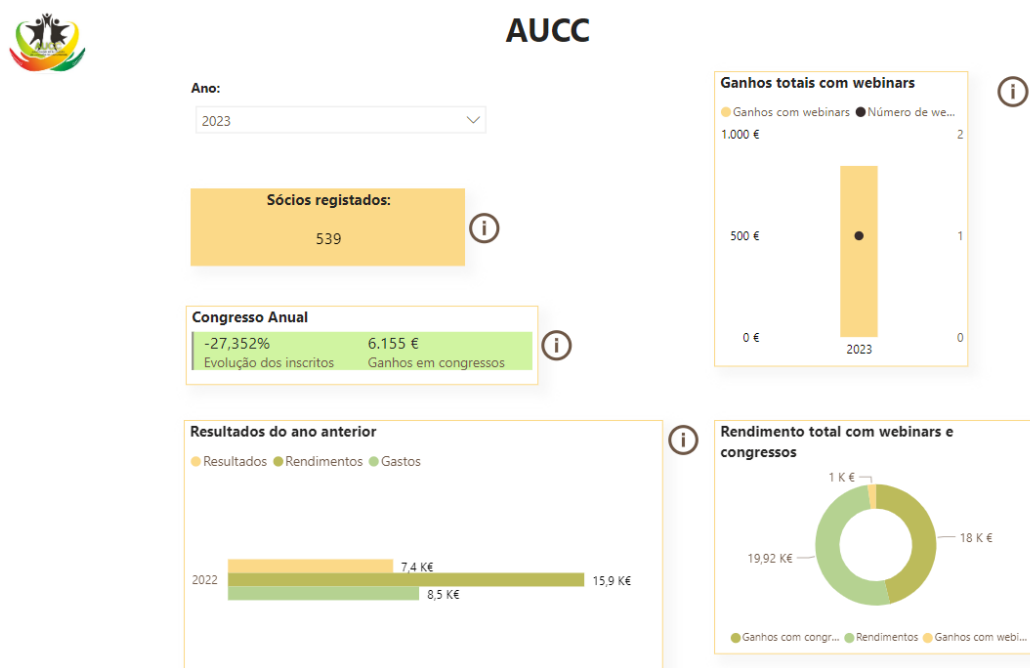 AUCC
AUCC
Ano:
2023
Sócios registados:
539
Congresso Anual
-27,352%
6.155 €
Evolução dos inscritos
Ganhos em congressos
Ganhos totais com webinars
Ganhos com webinars
Número de we...
1.000 €
2
500 €
1
0 €
0
2023
Resultados do ano anterior
Resultados
Rendimentos
Gastos
2022
7,4 K€
15,9 K€
8,5 K€
Rendimento total com webinars e
congressos
1 K €
18 K €
19,92 K€
Ganhos com congr...
Rendimentos
Ganhos com webi...